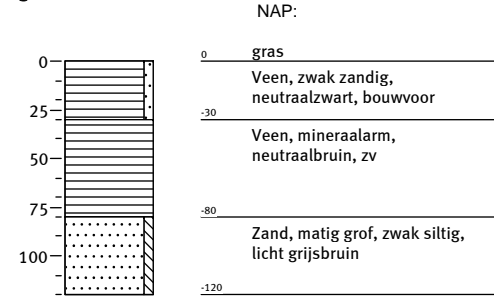 NAP:
0
0
gras
Veen, zwak zandig,
neutraalzwart, bouwvoor
25
-30
Veen, mineraalarm,
neutraalbruin, zv
50
75
-80
Zand, matig grof, zwak siltig,
licht grijsbruin
100
-120